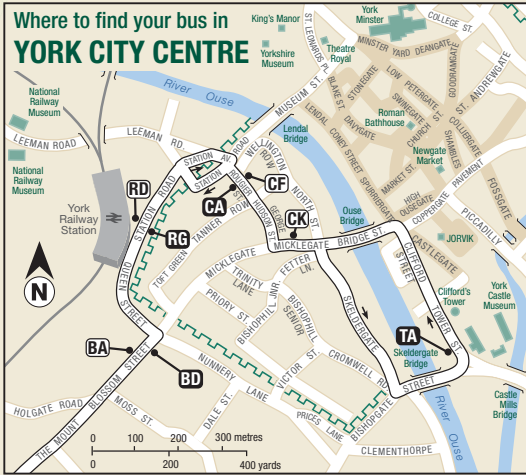 Where to find your bus in
YORK CITY CENTRE
King's Manor
ST LEONARDS PL.
York
Minster
COLLEGE ST.
Yorkshire
Museum
Theatre
Royal
MINSTER YARD DEANGATE
GOODRAMGATE
ST. ANDREWGATE
River Ouse
MUSEUM ST.
BLAKE ST.
STONEGATE
LOW PETERGATE
SWINEGATE
CHURCH ST.
COLLIERGATE
National
Railway
Museum
LEEMAN ROAD
LEEMAN RD.
Lendal
Bridge
LENDAL
CONEY STREET
DAVYGATE
Roman
Bathhouse
Newgate
Market
SHAMBLES
FOSSGATE
National
Railway
Museum
STATION AV.
STATION
ROAD
WELLINGTON
ROW
NORTH ST.
SPURRIERGATE
MARKET ST.
HIGH
OUSEGATE
PAVEMENT
COPPERGATE
PICCADILLY
York
Railway
Station
RD
RG
STATION ROAD
CA
CF
ROUGIER
HUDSON ST.
GEORGE
CK
TANNER ROW
TOFT GREEN
Ouse
Bridge
JORVIK
CASTLEGATE
N
QUEEN STREET
MICKLEGATE
MICKLEGATE
BRIDGE ST.
TRINITY
LANE
FETTER
LN.
PRIORY ST.
BISHOPHILL JNR.
BISHOPHILL
SENIOR
SKELDERGATE
CLIFFORD
STREET
TOWER ST.
Clifford's
Tower
York
Castle
Museum
BA
BD
TA
Skeldergate
Bridge
NUNNERY LANE
VICTOR ST.
CROMWELL RD.
BISHOPGATE
STREET
Castle
Mills
Bridge
HOLGATE ROAD
THE MOUNT
BLOSSOM STREET
MOSS ST.
DALE ST.
PRICES
LANE
River Ouse
CLEMENTHORPE
0 100 200 300 metres
0 200 400 yards